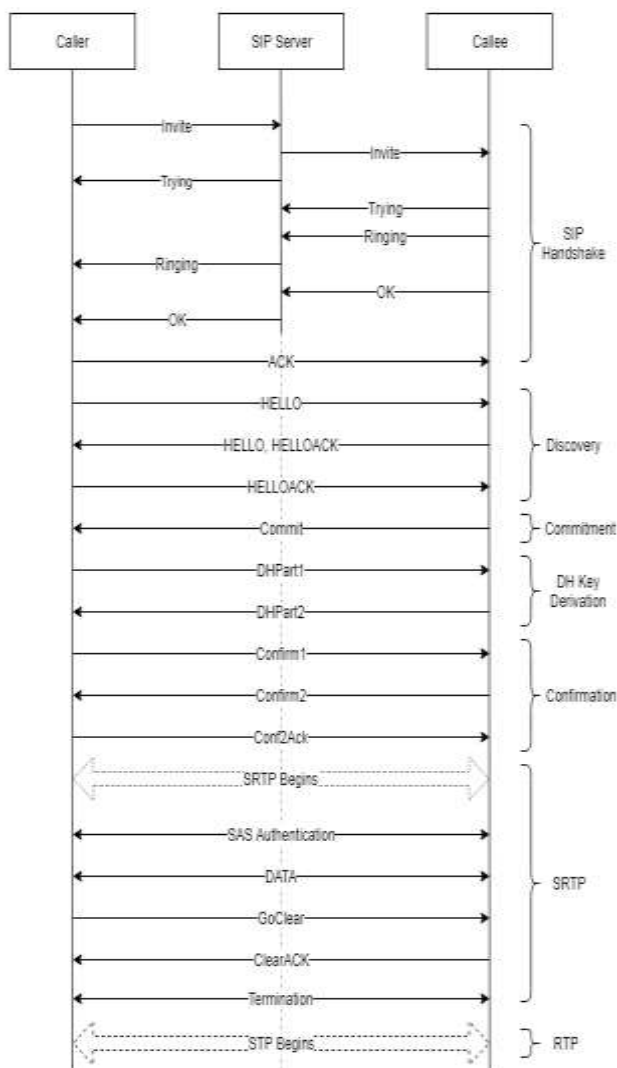 Caller
SIP Server
Callee
Invite
Invite
Trying
Trying
Ringing
SIP
Handshake
Ringing
OK
OK
ACK
HELLO
HELLO, HELLOACK
Discovery
HELLOACK
Commit
Commitment
DHPart1
DH Key
Derivation
DHPart2
Confirm1
Confirm2
Confirmation
Conf2Ack
SRTP Begins
SAS Authentication
DATA
SRTP
GoClear
ClearACK
Termination
STP Begins
RTP